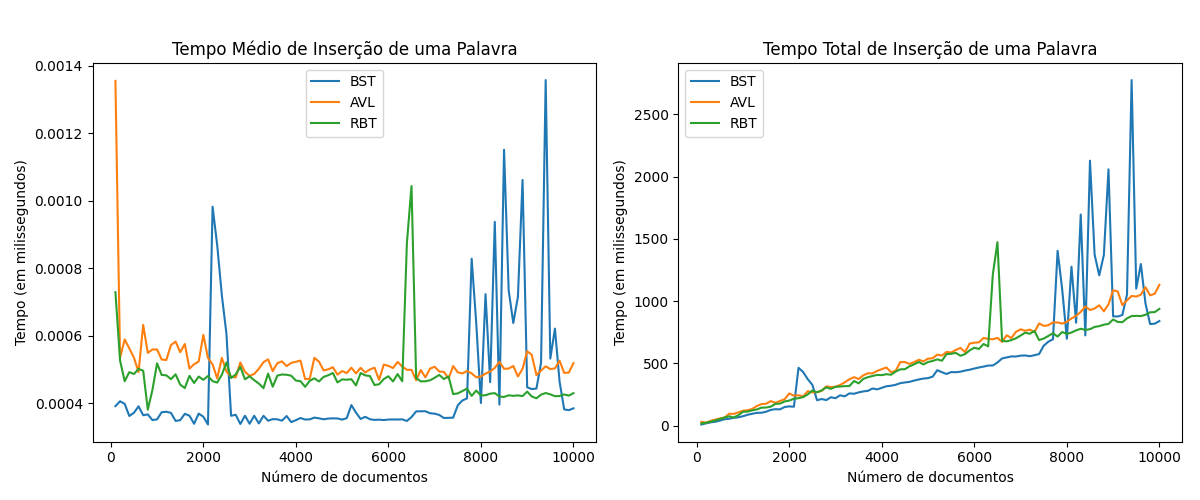 Tempo Médio de Inserção de uma Palavra
Tempo (em milissegundos)
0.0014
0.0012
0.0010
0.0008
0.0006
0.0004
BST
AVL
RBT
0 2000 4000 6000 8000 10000
Número de documentos
Tempo Total de Inserção de uma Palavra
Tempo (em milissegundos)
2500
2000
1500
1000
500
0
BST
AVL
RBT
0 2000 4000 6000 8000 10000
Número de documentos